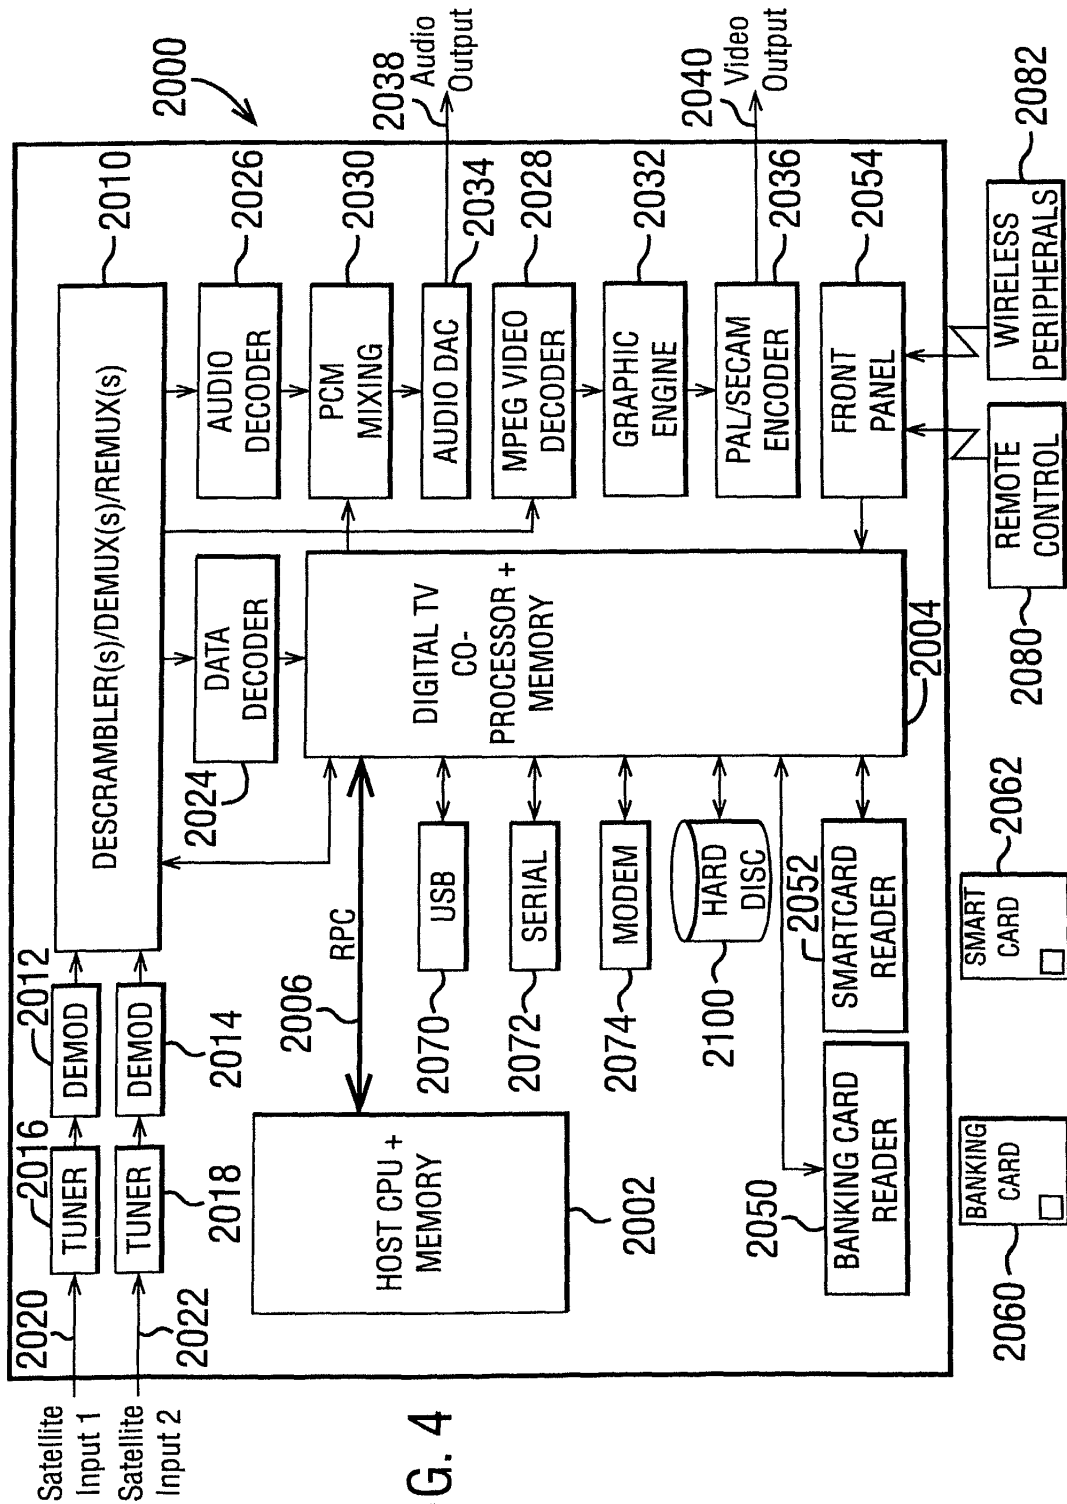 2000
2010
DESCRAMBLER(s)/DEMUX(s)/REMUX(s)
Satellite
Input 1
2020
TUNER
2016
DEMOD
2012
Satellite
Input 2
2022
TUNER
2018
DEMOD
2014
DATA
DECODER
2024
AUDIO
DECODER
2026
PCM
MIXING
2030
AUDIO DAC
2034
2038
Audio
Output
MPEG VIDEO
DECODER
2028
GRAPHIC
ENGINE
2032
PAL/SECAM
ENCODER
2036
2040
Video
Output
FRONT
PANEL
2054
HOST CPU +
MEMORY
2002
2006
RPC
DIGITAL TV
CO-
PROCESSOR +
MEMORY
2004
USB
2070
SERIAL
2072
MODEM
2074
HARD
DISC
2100
2052
SMARTCARD
READER
2050
BANKING CARD
READER
BANKING
CARD
2060
SMART
CARD
2062
REMOTE
CONTROL
2080
WIRELESS
PERIPHERALS
2082
G. 4